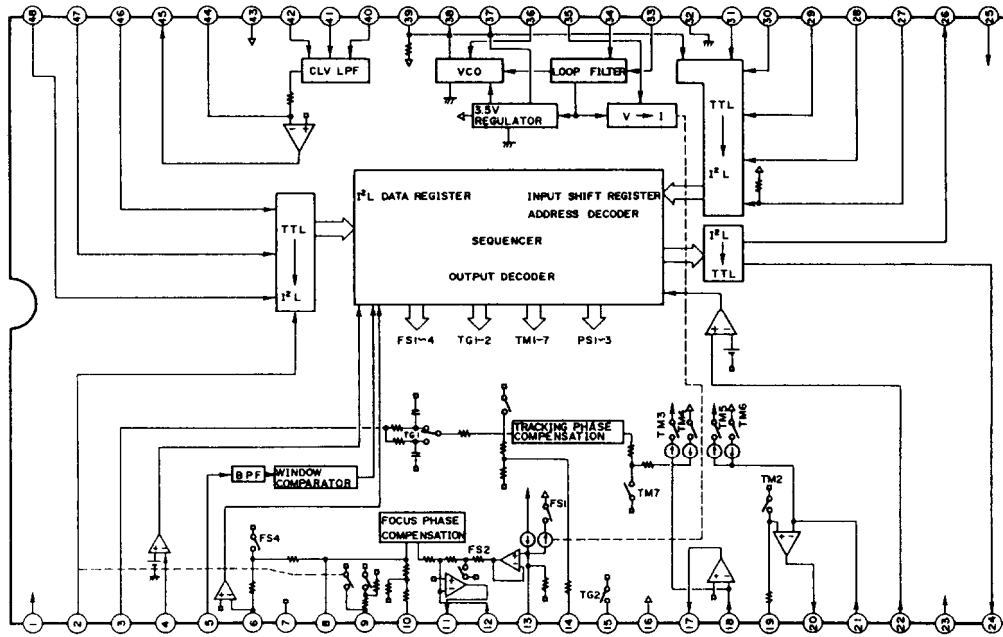 48 47 46 45 44 43 42 41 40 39 38 37 36 35 34 33 32 31 30 29 28 27 26 25
CLV LPF
VCO
LOOP FILTER
3.5V
REGULATOR
V → I
TTL
I²L
I²L DATA REGISTER
INPUT SHIFT REGISTER
ADDRESS DECODER
SEQUENCER
OUTPUT DECODER
TTL
I²L
I²L
TTL
FS1~4
TG1-2
TM1-7
PS1-3
TG1
TRACKING PHASE
COMPENSATION
TM3
TM4
TM5
TM6
TM7
TM2
BPF
WINDOW
COMPARATOR
FOCUS PHASE
COMPENSATION
FS1
FS4
FS2
TG2
1 2 3 4 5 6 7 8 9 10 11 12 13 14 15 16 17 18 19 20 21 22 23 24